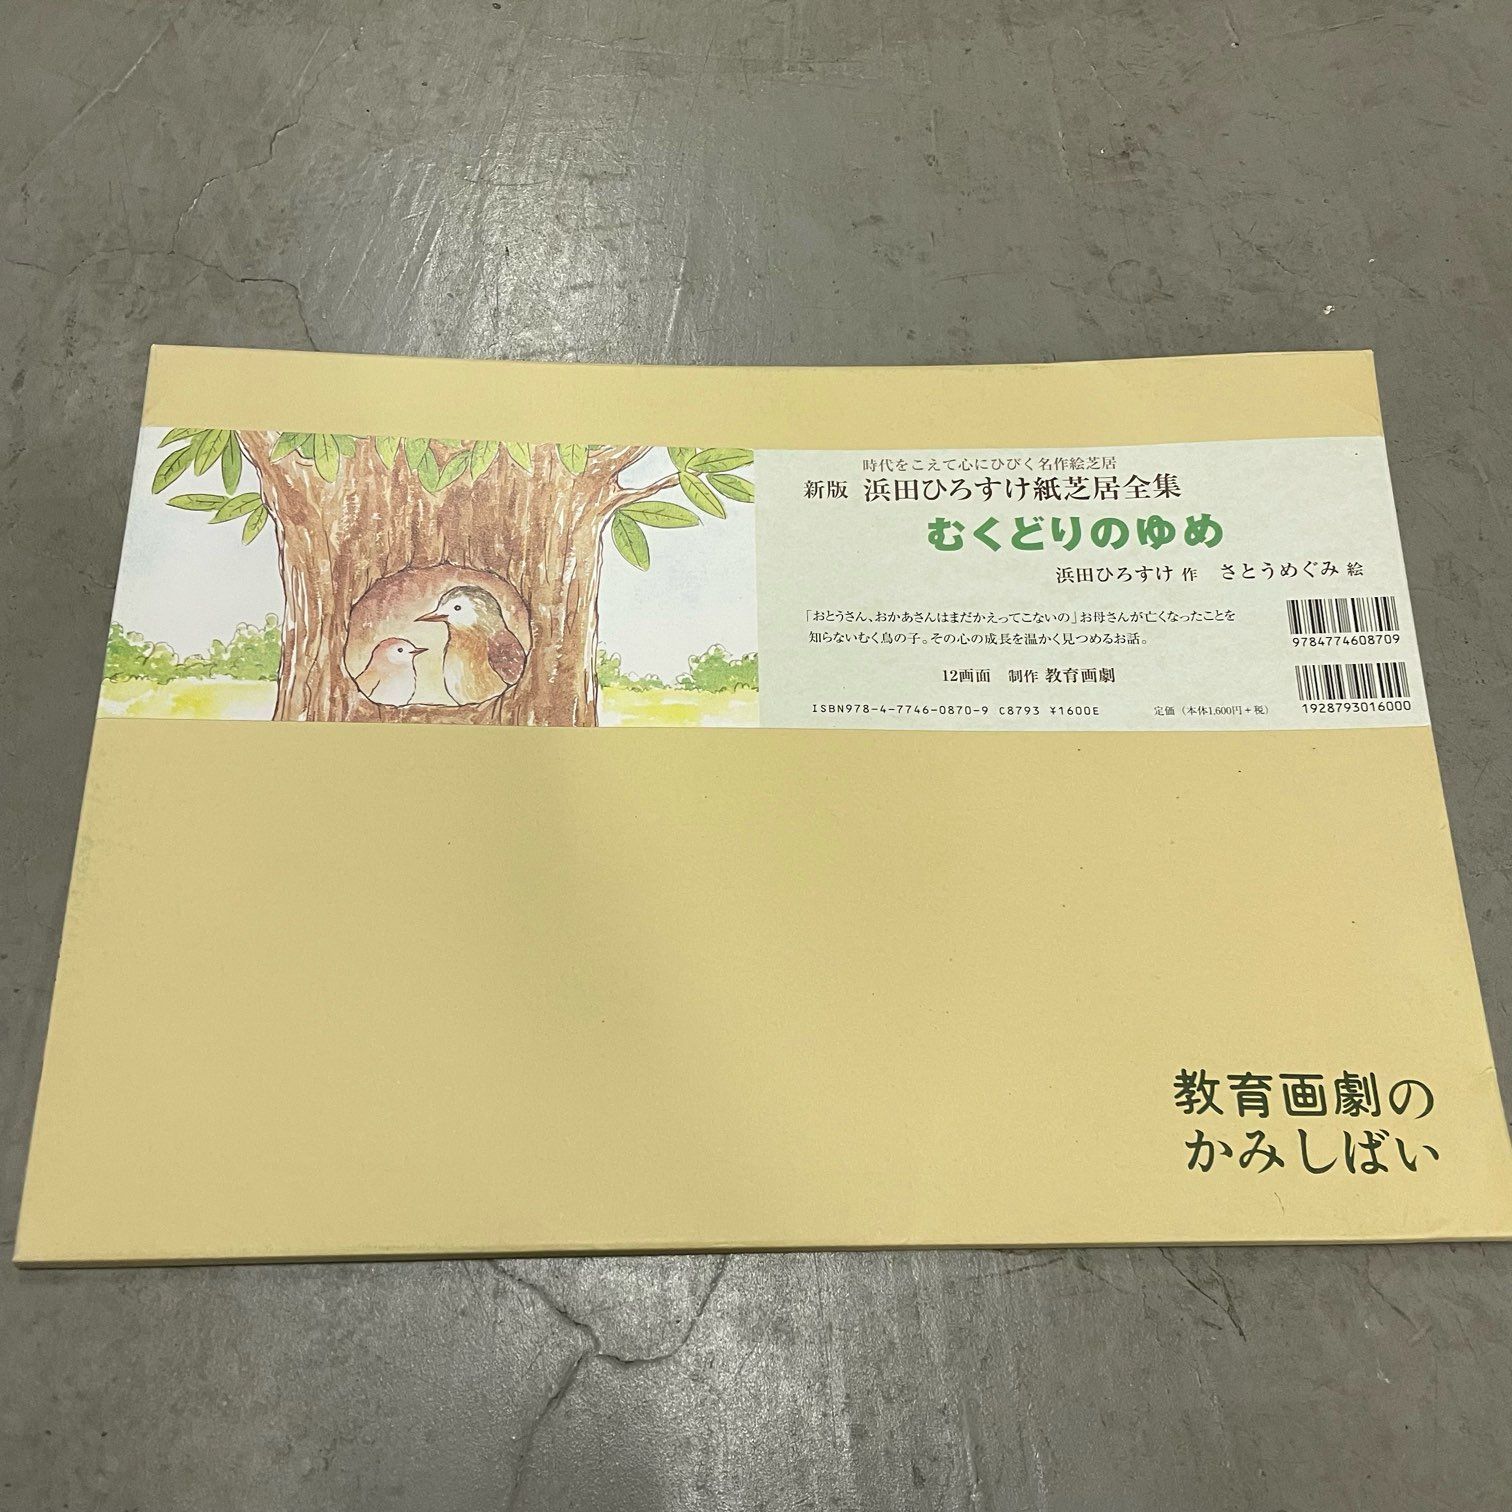 時代をこえて心にひびく名作絵芝居
新版 浜田ひろすけ紙芝居全集
むくどりのゆめ
浜田ひろすけ 作 さとうめぐみ 絵
「おとうさん、おかあさんはまだかえってこないの」お母さんが亡くなったことを
知らないむく鳥の子。その心の成長を温かく見つめるお話。
12画面 制作 教育画劇
ISBN978-4-7746-0870-9 C8793 ¥1600E 定価（本体1,600円+税）
9784774608709
1928793016000
教育画劇の
かみしばい